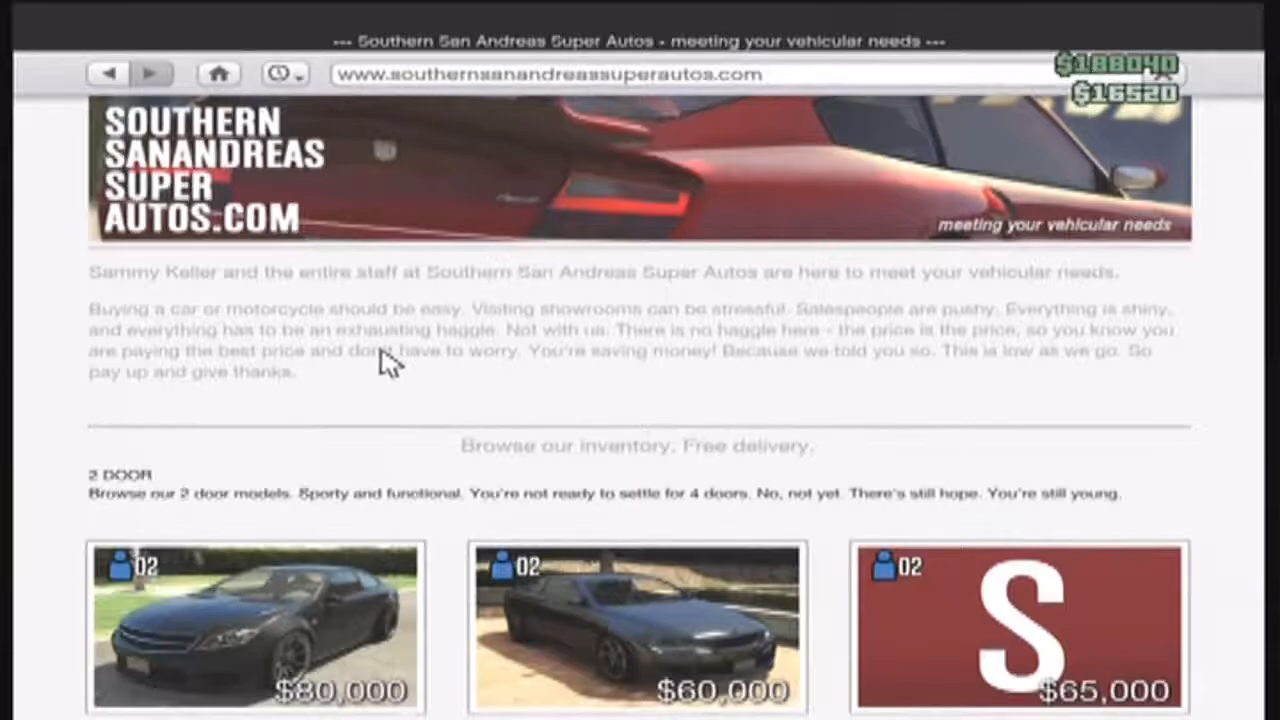 --- Southern San Andreas Super Autos - meeting your vehicular needs ---
www.southernsanandreassuperautos.com
$188040
$16520
SOUTHERN
SANANDREAS
SUPER
AUTOS.COM
meeting your vehicular needs
Sammy Keller and the entire staff at Southern San Andreas Super Autos are here to meet your vehicular needs.
Buying a car or motorcycle should be easy. Visiting showrooms can be stressful. Salespeople are pushy. Everything is shiny,
and everything has to be an exhausting haggle. Not with us. There is no haggle here - the price is the price, so you know you
are paying the best price and don't have to worry. You're saving money! Because we told you so. This is low as we go. So
pay up and give thanks.
Browse our inventory. Free delivery.
2 DOOR
Browse our 2 door models. Sporty and functional. You're not ready to settle for 4 doors. No, not yet. There's still hope. You're still young.
02
$80,000
02
$60,000
02
S
$65,000